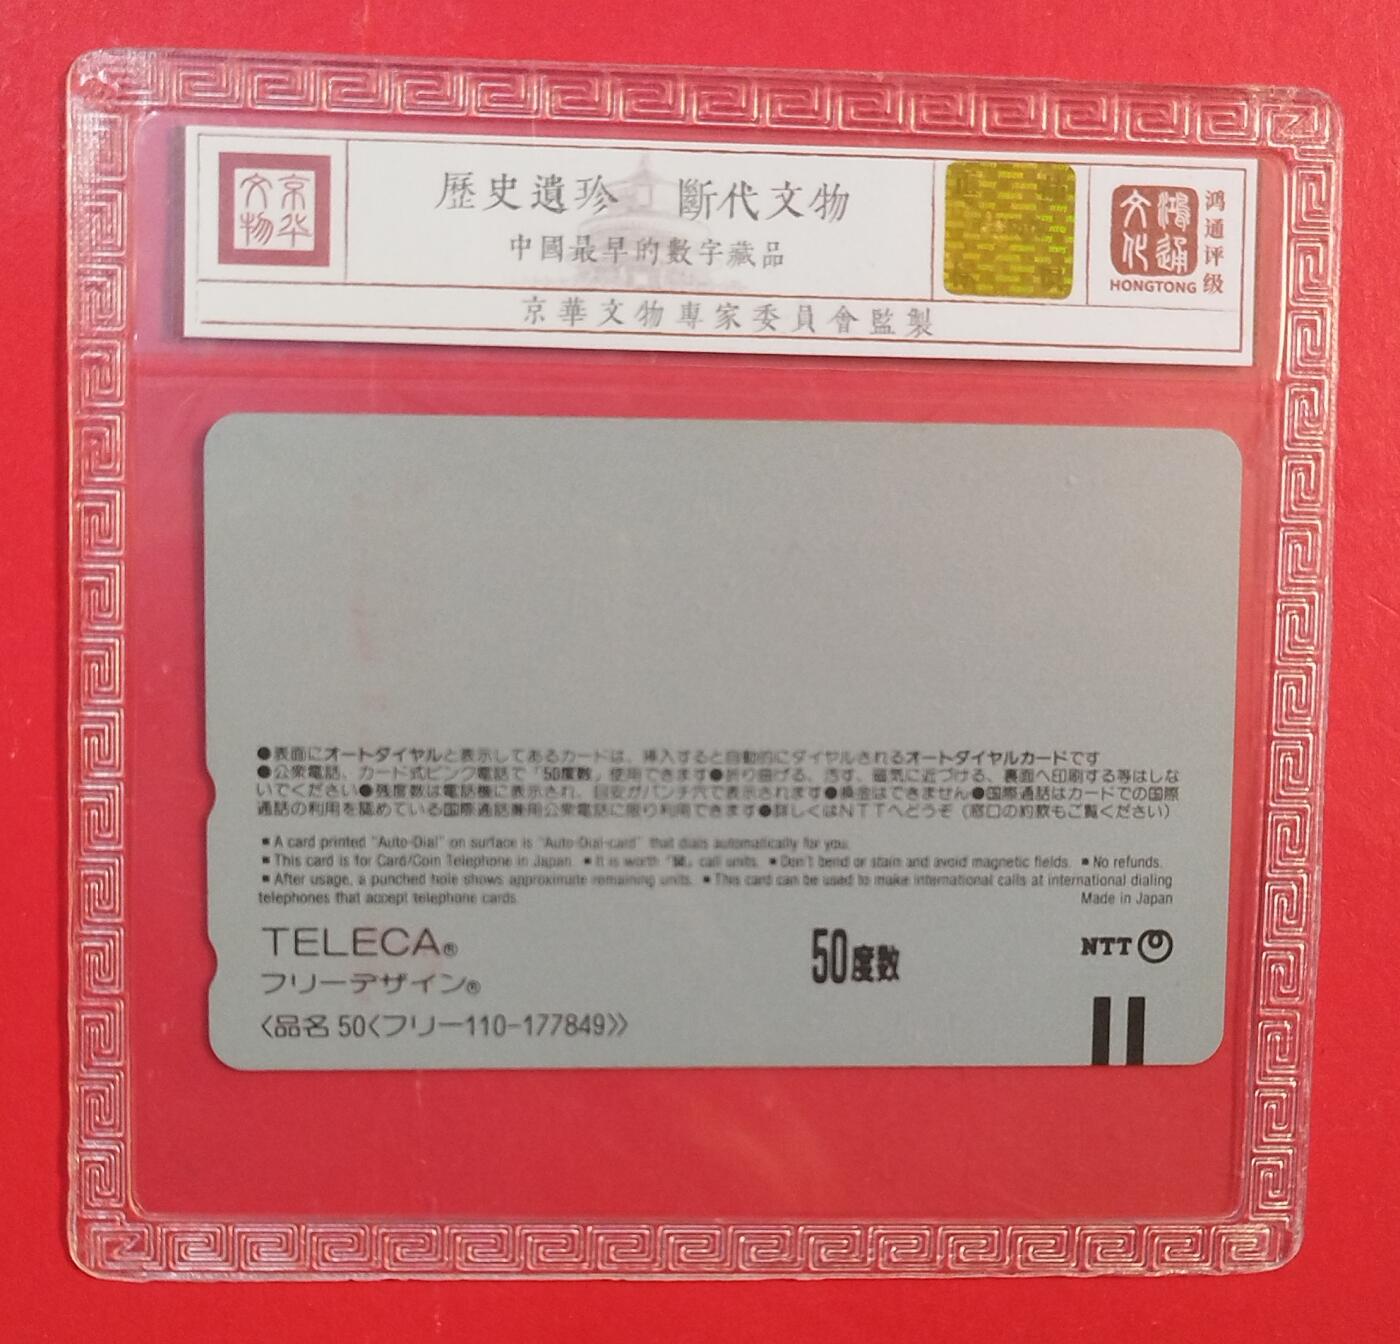 京华文物
歷史遺珍 斷代文物
中國最早的數字藏品
京華文物專家委員會監製
鴻通文化
HONGTONG
鸿通评级
●表面にオートダイヤルと表示してあるカードは、挿入すると自動的にダイヤルされるオートダイヤルカードです
●公衆電話、カード式ピンク電話で「50度数」使用できます●折り曲げる、汚す、磁気に近づける、裏面へ印刷する等はしな
いでください●残度数は電話機に表示され、目安がパンチ穴で表示されます●換金はできません●国際通話はカードでの国際
通話の利用を認めている国際通話兼用公衆電話に限り利用できます●詳しくはNTTへどうぞ（窓口の約款もご覧ください）
■ A card printed "Auto-Dial" on surface is "Auto-Dial-card" that dials automatically for you.
■ This card is for Card/Coin Telephone in Japan. ■ It is worth 「50」 call units. ■ Don't bend or stain and avoid magnetic fields. ■ No refunds.
■ After usage, a punched hole shows approximate remaining units. ■ This card can be used to make international calls at international dialing
telephones that accept telephone cards. Made in Japan
TELECA®
フリーデザイン®
50度数
NTT
〈品名 50〈フリー110-177849〉〉